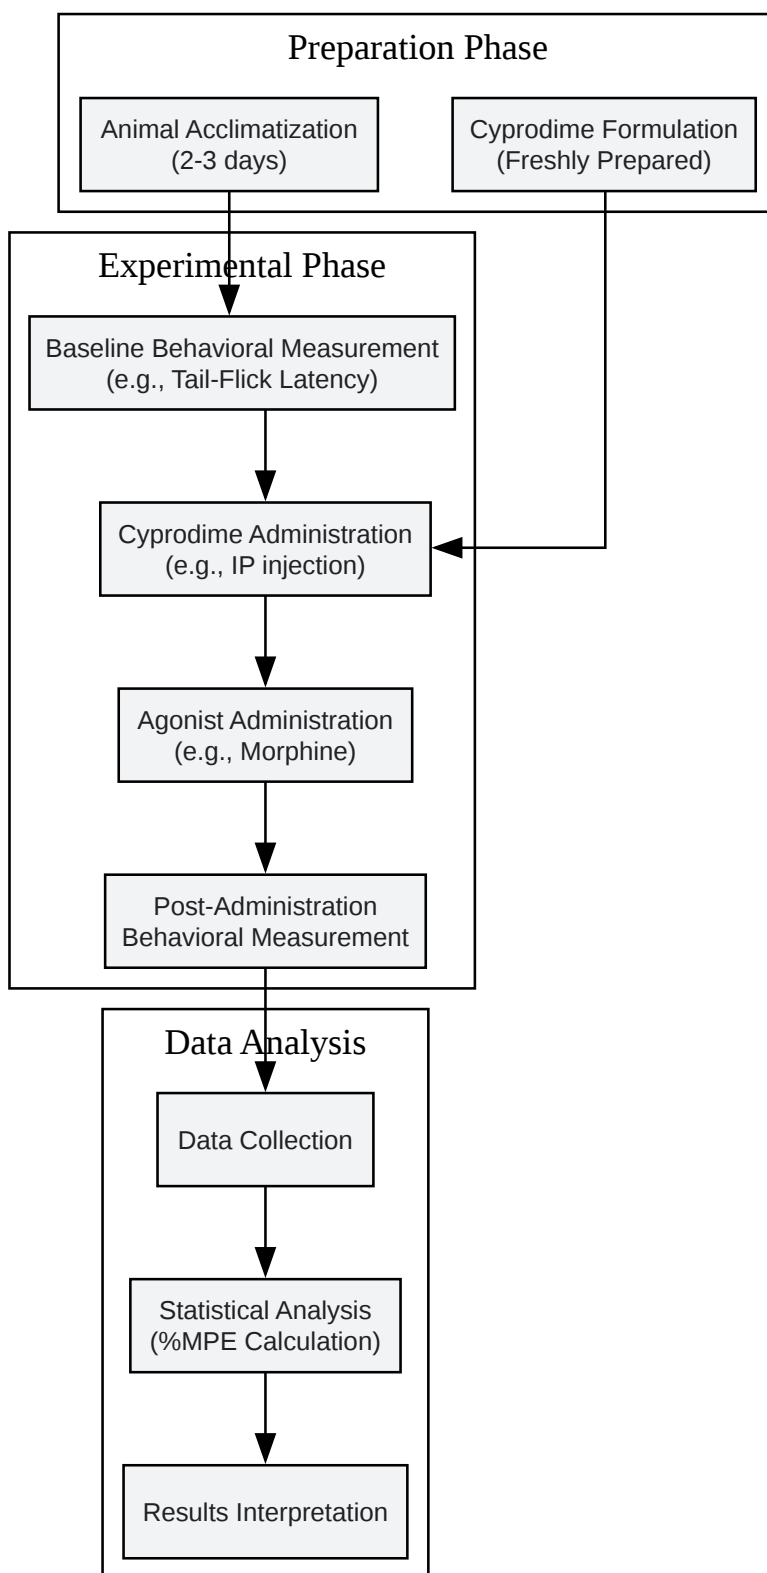 Preparation Phase
Animal Acclimatization
(2-3 days)
Cyprodime Formulation
(Freshly Prepared)
Experimental Phase
Baseline Behavioral Measurement
(e.g., Tail-Flick Latency)
Cyprodime Administration
(e.g., IP injection)
Agonist Administration
(e.g., Morphine)
Post-Administration
Behavioral Measurement
Data Analysis
Data Collection
Statistical Analysis
(%MPE Calculation)
Results Interpretation